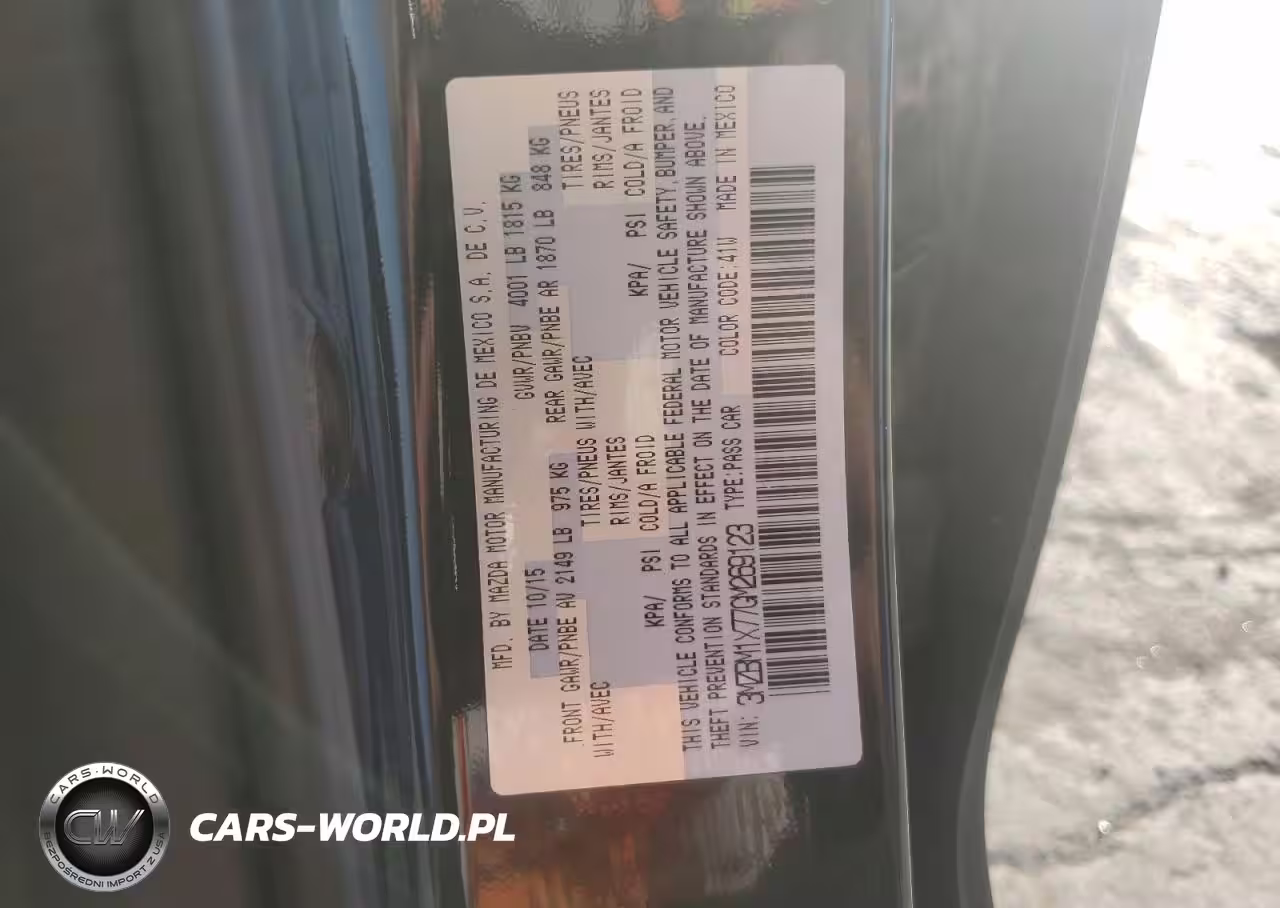 MFD. BY MAZDA MOTOR MANUFACTURING DE MEXICO S.A. DE C.V.
DATE 10/15 GVWR/PNBV 4001 LB 1815 KG
FRONT GAWR/PNBE AV 2149 LB 975 KG REAR GAWR/PNBE AR 1870 LB 848 KG
WITH/AVEC TIRES/PNEUS WITH/AVEC TIRES/PNEUS
RIMS/JANTES RIMS/JANTES
KPA/ PSI COLD/A FROID KPA/ PSI COLD/A FROID
THIS VEHICLE CONFORMS TO ALL APPLICABLE FEDERAL MOTOR VEHICLE SAFETY, BUMPER, AND
THEFT PREVENTION STANDARDS IN EFFECT ON THE DATE OF MANUFACTURE SHOWN ABOVE.
VIN: 3MZBM1X77GM269123 TYPE:PASS CAR COLOR CODE:41W MADE IN MEXICO
CARS-WORLD
CW
BEZPOŚREDNI IMPORT Z USA
CARS-WORLD.PL